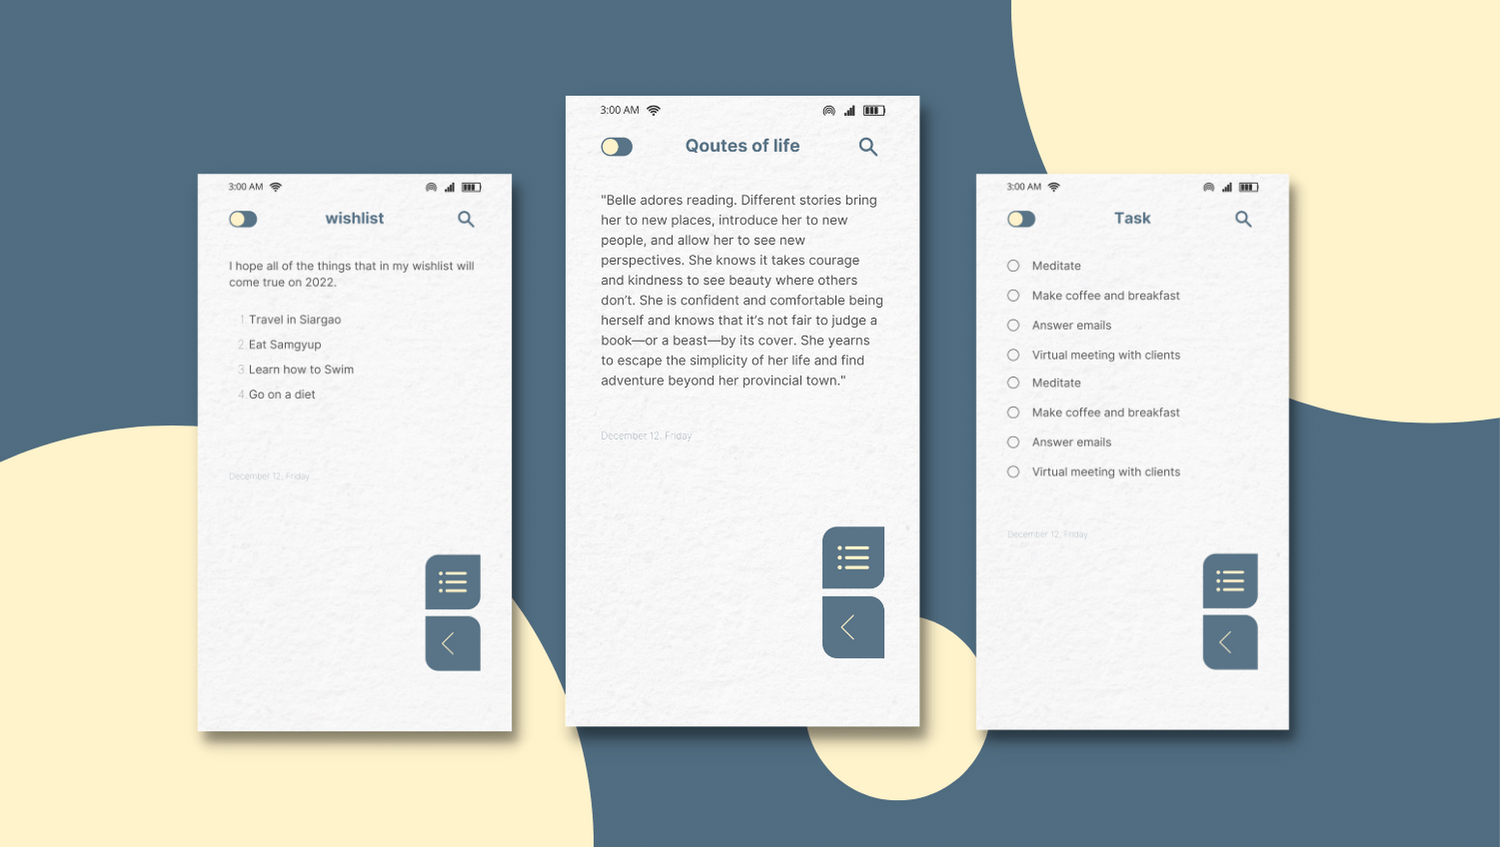 3:00 AM
wishlist
I hope all of the things that in my wishlist will
come true on 2022.
1 Travel in Siargao
2 Eat Samgyup
3 Learn how to Swim
4 Go on a diet
December 12, Friday
3:00 AM
Qoutes of life
"Belle adores reading. Different stories bring
her to new places, introduce her to new
people, and allow her to see new
perspectives. She knows it takes courage
and kindness to see beauty where others
don't. She is confident and comfortable being
herself and knows that it's not fair to judge a
book—or a beast—by its cover. She yearns
to escape the simplicity of her life and find
adventure beyond her provincial town."
December 12, Friday
3:00 AM
Task
Meditate
Make coffee and breakfast
Answer emails
Virtual meeting with clients
Meditate
Make coffee and breakfast
Answer emails
Virtual meeting with clients
December 12, Friday